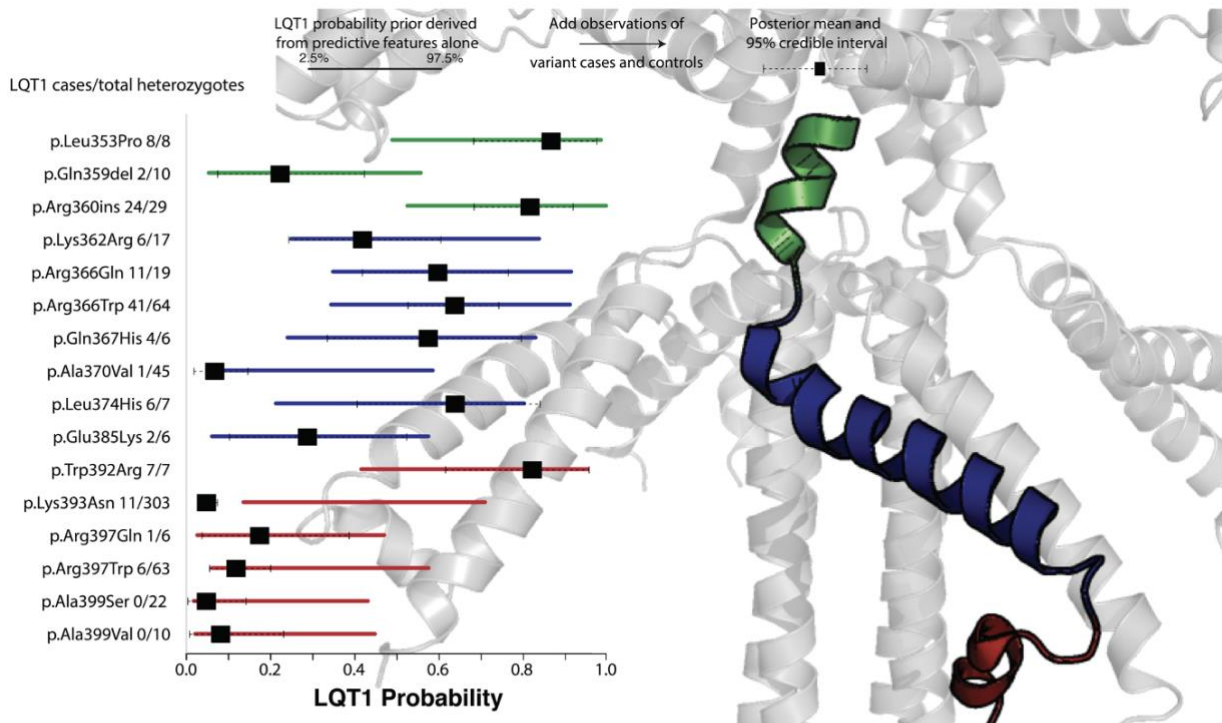 LQT1 probability prior derived
from predictive features alone
2.5% 97.5%
Add observations of
variant cases and controls
Posterior mean and
95% credible interval
LQT1 cases/total heterozygotes
p.Leu353Pro 8/8
p.Gln359del 2/10
p.Arg360ins 24/29
p.Lys362Arg 6/17
p.Arg366Gln 11/19
p.Arg366Trp 41/64
p.Gln367His 4/6
p.Ala370Val 1/45
p.Leu374His 6/7
p.Glu385Lys 2/6
p.Trp392Arg 7/7
p.Lys393Asn 11/303
p.Arg397Gln 1/6
p.Arg397Trp 6/63
p.Ala399Ser 0/22
p.Ala399Val 0/10
0.0 0.2 0.4 0.6 0.8 1.0
LQT1 Probability